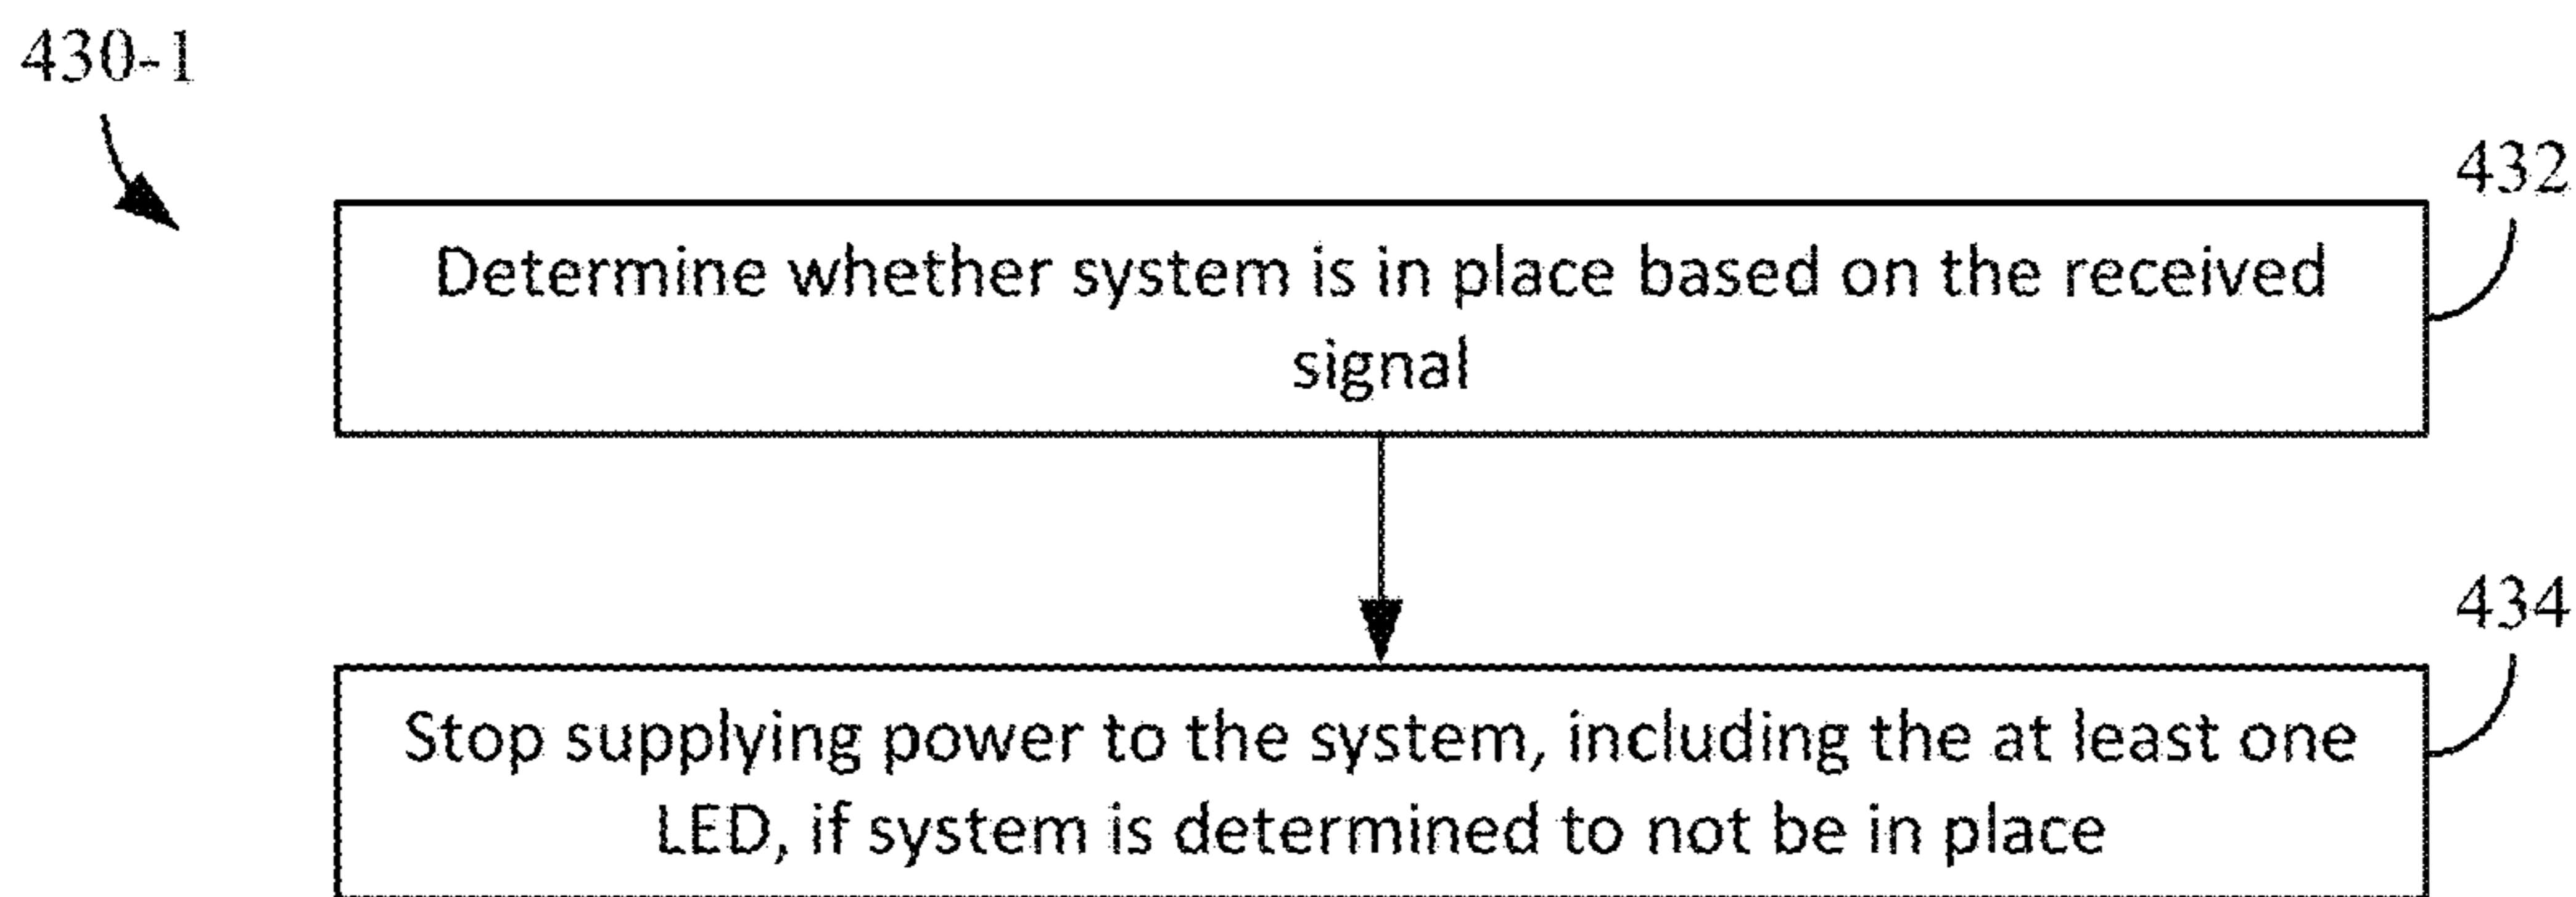 430-1
432
Determine whether system is in place based on the received
signal
434
Stop supplying power to the system, including the at least one
LED, if system is determined to not be in place